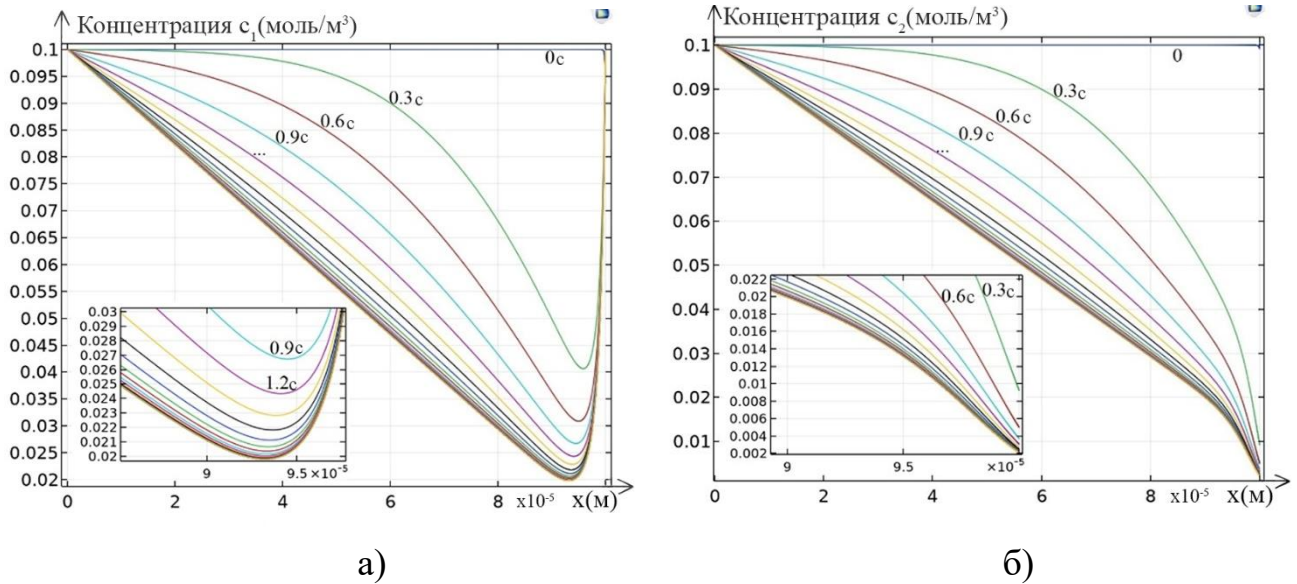 Концентрация c₁(моль/м³)
0.1
0.095
0.09
0.085
0.08
0.075
0.07
0.065
0.06
0.055
0.05
0.045
0.04
0.035
0.03
0.025
0.02
0с
0.3с
0.6с
0.9с
...
0.03
0.029
0.028
0.027
0.026
0.025
0.024
0.023
0.022
0.021
0.02
0.9с
1.2с
9 9.5×10⁻⁵
0 2 4 6 8 x10⁻⁵ x(м)
а)
Концентрация c₂(моль/м³)
0.1
0.09
0.08
0.07
0.06
0.05
0.04
0.03
0.02
0.01
0
0.3с
0.6с
0.9с
...
0.022
0.02
0.018
0.016
0.014
0.012
0.01
0.008
0.006
0.004
0.002
0.6с
0.3с
9 9.5 ×10⁻⁵
0 2 4 6 8 x10⁻⁵ x(м)
б)